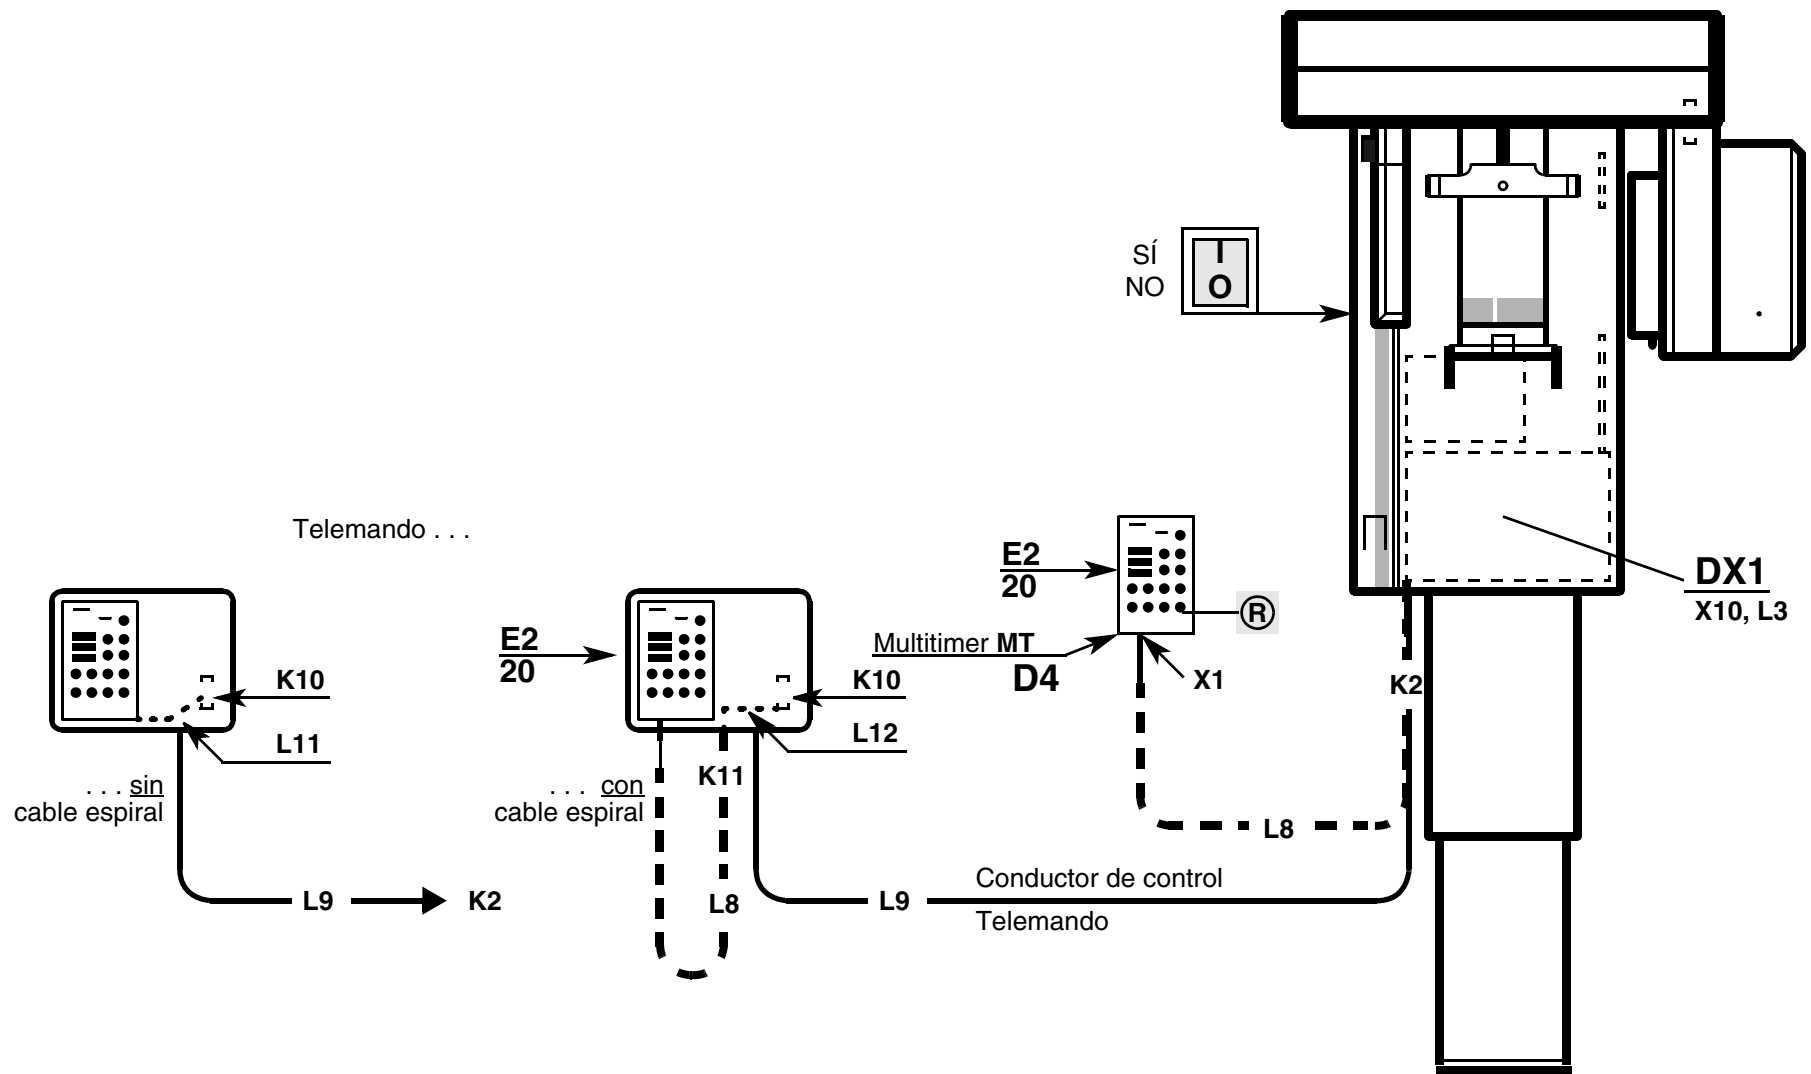 SÍ
NO
I
O
Telemando . . .
E2
20
R
Multitimer MT
D4
X1
DX1
X10, L3
K2
L8
K10
L11
. . . sin
cable espiral
L9
K2
E2
20
K10
L12
K11
. . . con
cable espiral
L8
L9
Conductor de control
Telemando